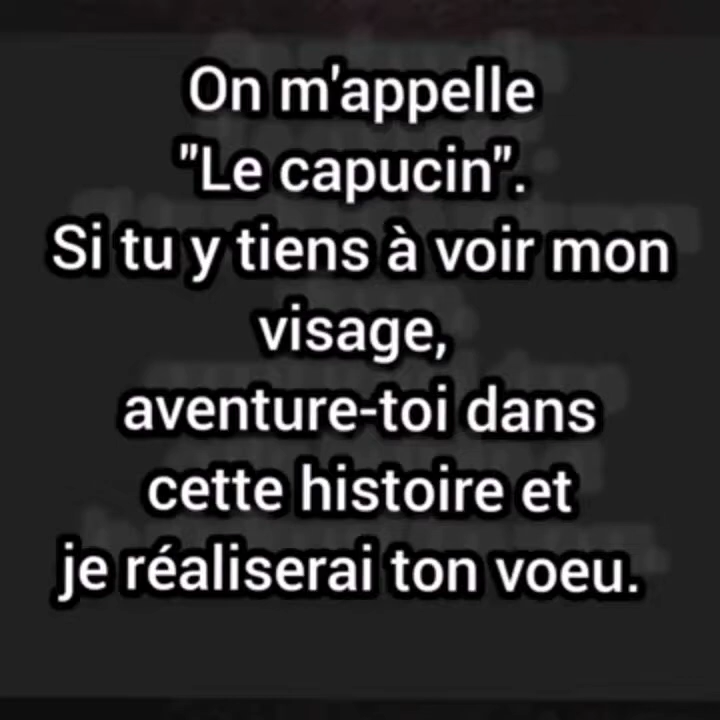 On m'appelle
"Le capucin".
Si tu y tiens à voir mon
visage,
aventure-toi dans
cette histoire et
je réaliserai ton voeu.